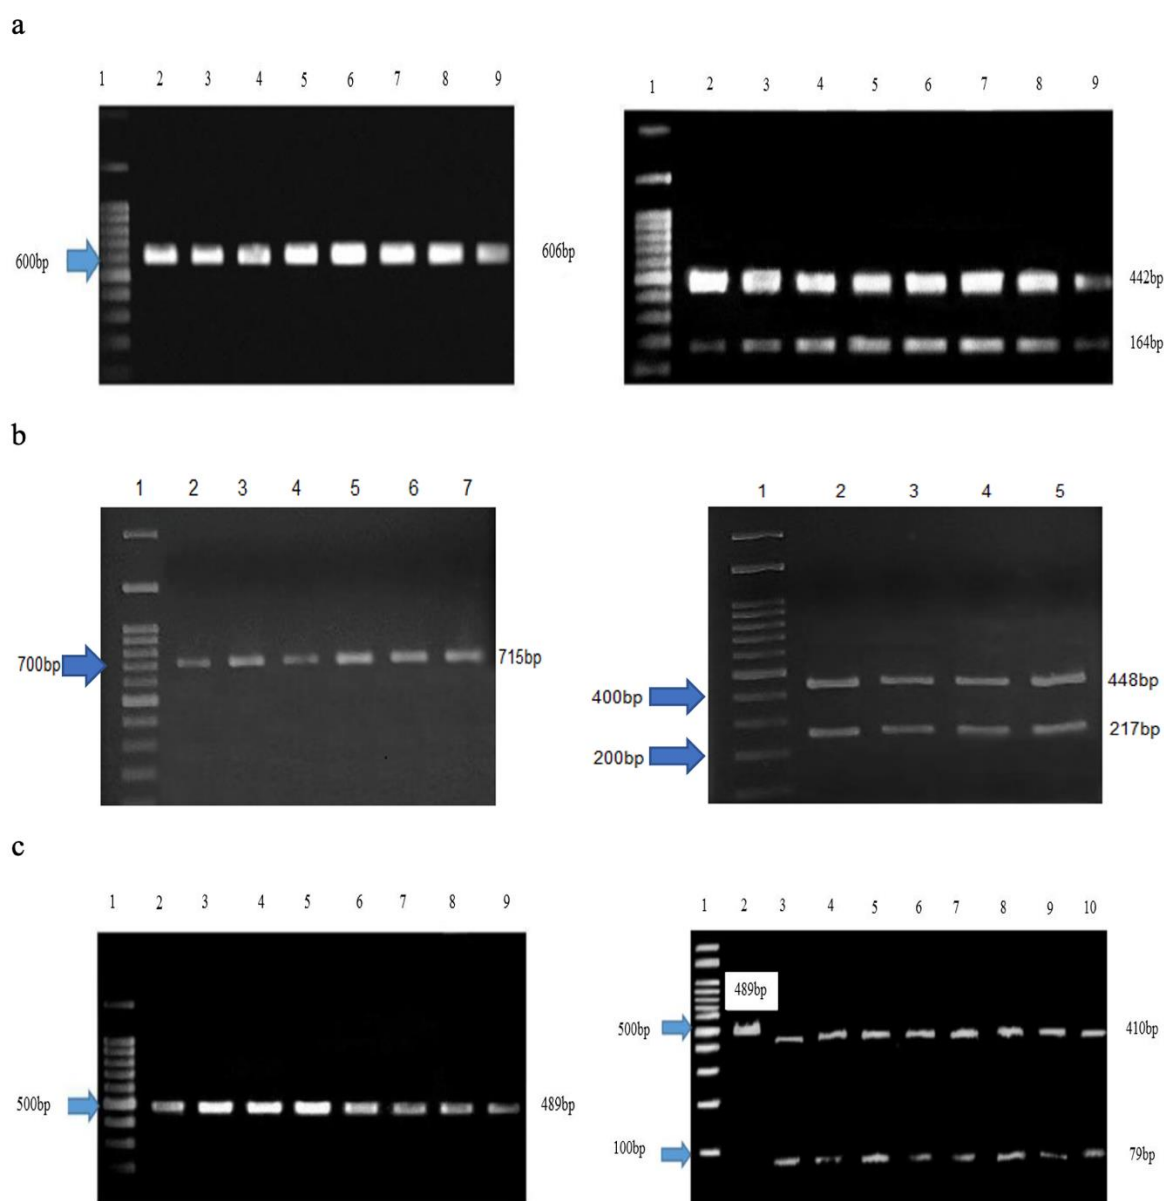 a
1 2 3 4 5 6 7 8 9
600bp 606bp
1 2 3 4 5 6 7 8 9
442bp
164bp
b
1 2 3 4 5 6 7
700bp 715bp
1 2 3 4 5
448bp
400bp
217bp
200bp
c
1 2 3 4 5 6 7 8 9
500bp 489bp
1 2 3 4 5 6 7 8 9 10
489bp
500bp 410bp
100bp 79bp